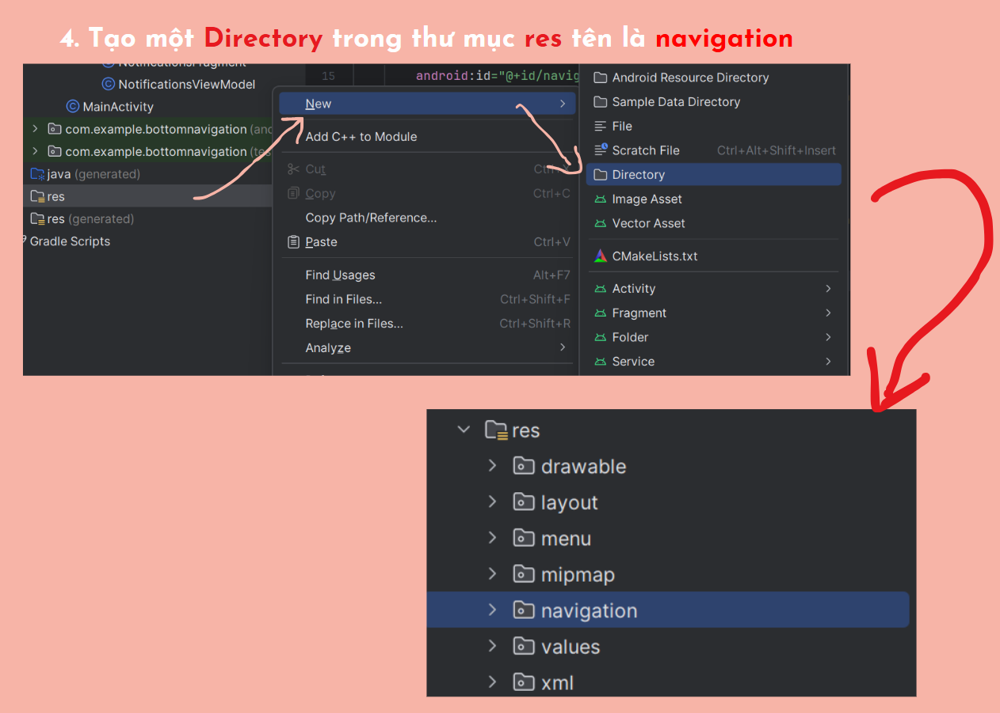 4. Tạo một Directory trong thư mục res tên là navigation
NotificationsFragment
NotificationsViewModel
MainActivity
com.example.bottomnavigation
com.example.bottomnavigation
java (generated)
res
res (generated)
Gradle Scripts
15 android:id="@+id/navig
New
Add C++ to Module
Cut
Copy Ctrl+C
Copy Path/Reference...
Paste Ctrl+V
Find Usages Alt+F7
Find in Files... Ctrl+Shift+F
Replace in Files... Ctrl+Shift+R
Analyze
Android Resource Directory
Sample Data Directory
File
Scratch File Ctrl+Alt+Shift+Insert
Directory
Image Asset
Vector Asset
CMakeLists.txt
Activity
Fragment
Folder
Service
res
drawable
layout
menu
mipmap
navigation
values
xml